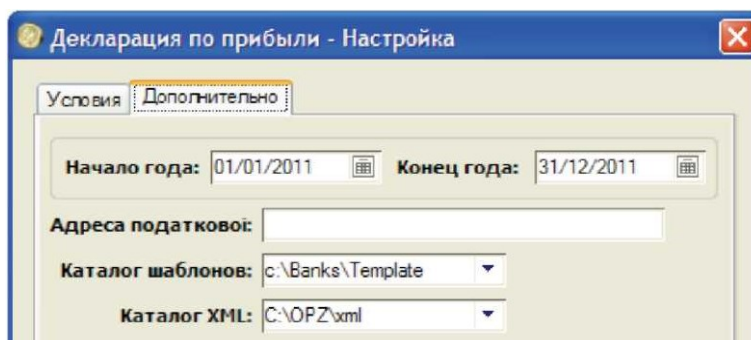 Декларация по прибыли - Настройка
Условия Дополнительно
Начало года: 01/01/2011 Конец года: 31/12/2011
Адреса податкової:
Каталог шаблонов: c:\Banks\Template
Каталог XML: C:\OPZ\xml